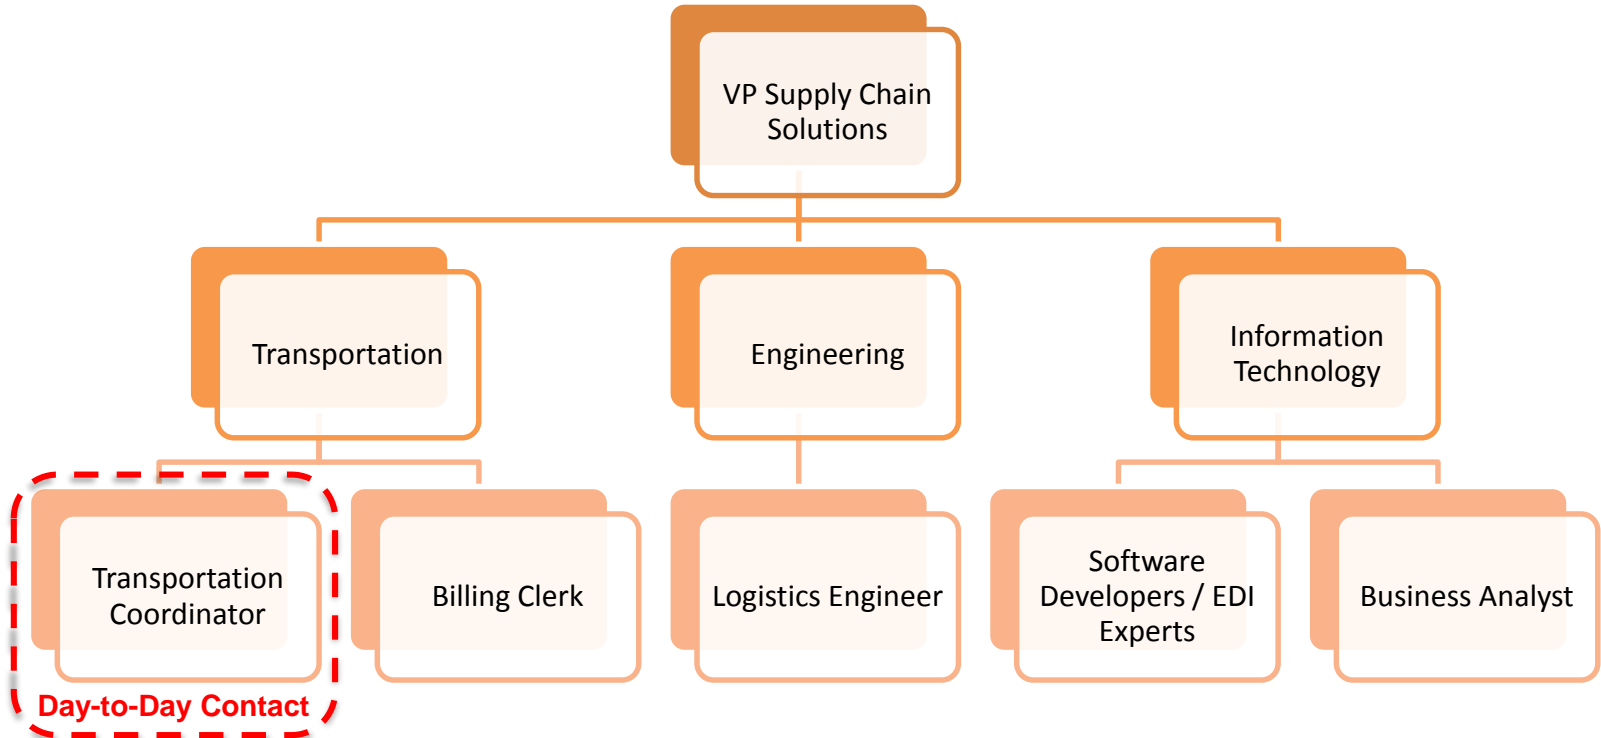 VP Supply Chain
Solutions
Transportation
Engineering
Information
Technology
Transportation
Coordinator
Billing Clerk
Logistics Engineer
Software
Developers / EDI
Experts
Business Analyst
Day-to-Day Contact